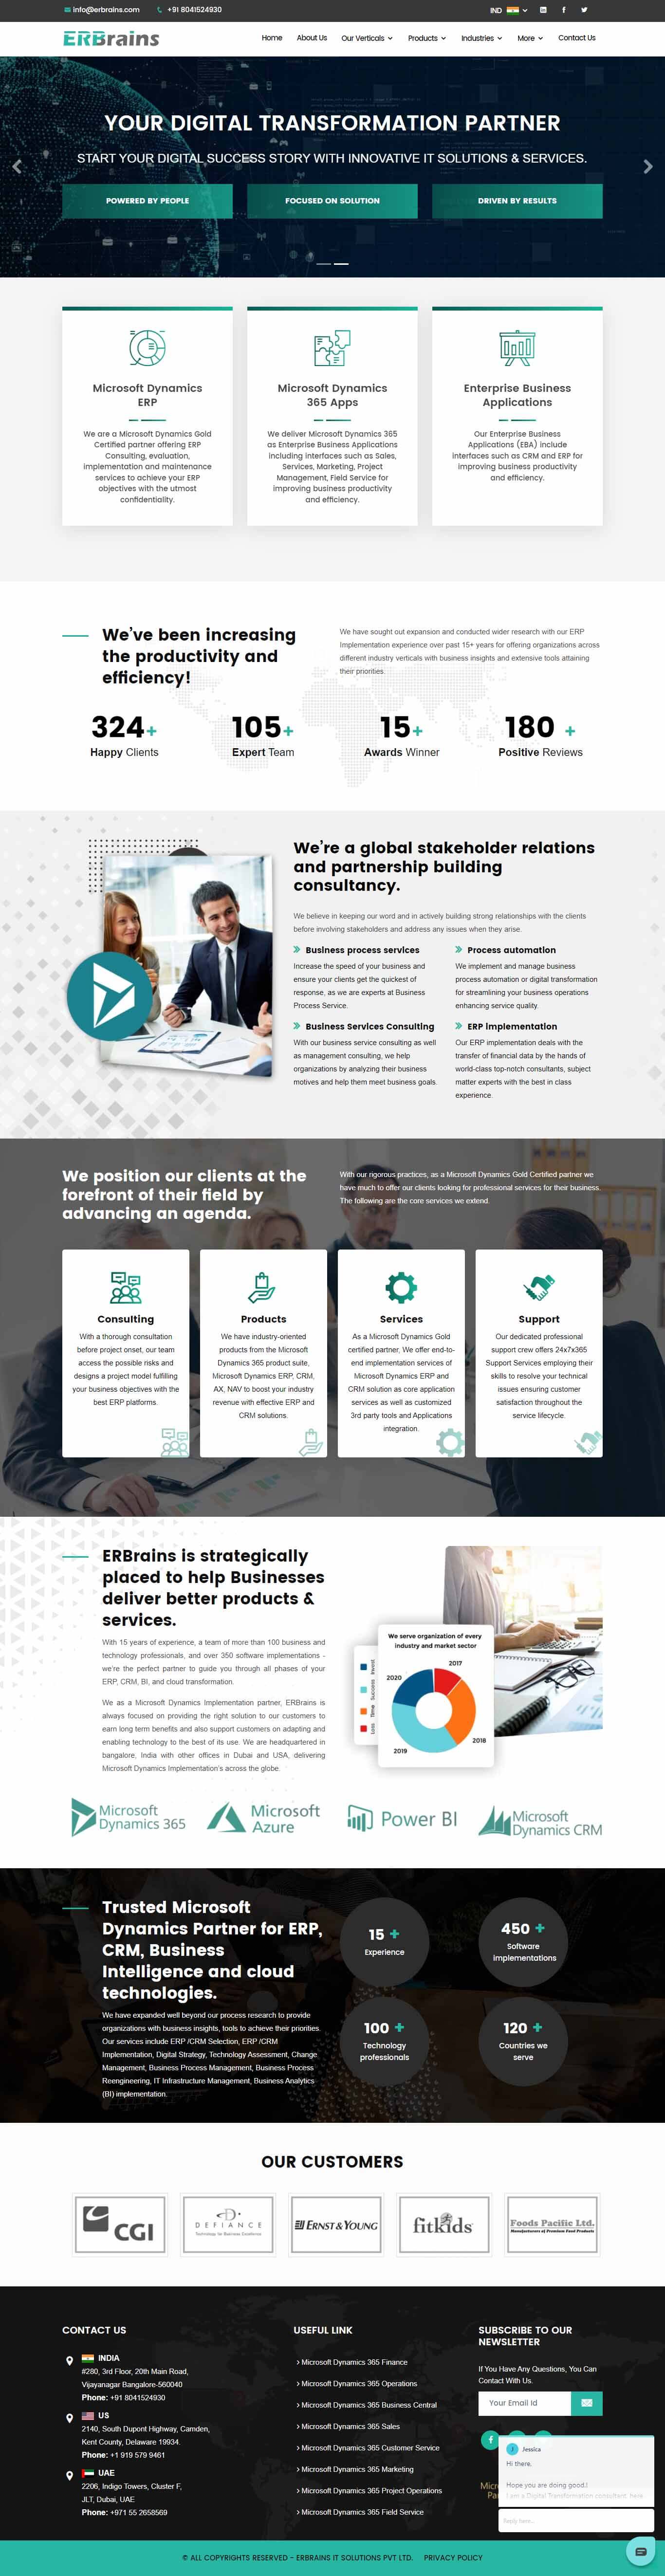 info@erbrains.com +91 8041524930 IND
ERBrains
Home About Us Our Verticals Products Industries More Contact Us
YOUR DIGITAL TRANSFORMATION PARTNER
START YOUR DIGITAL SUCCESS STORY WITH INNOVATIVE IT SOLUTIONS & SERVICES.
POWERED BY PEOPLE
FOCUSED ON SOLUTION
DRIVEN BY RESULTS
Microsoft Dynamics
ERP
We are a Microsoft Dynamics Gold
Certified partner offering ERP
Consulting, evaluation,
implementation and maintenance
services to achieve your ERP
objectives with the utmost
confidentiality.
Microsoft Dynamics
365 Apps
We deliver Microsoft Dynamics 365
as Enterprise Business Applications
including interfaces such as Sales,
Services, Marketing, Project
Management, Field Service for
improving business productivity
and efficiency.
Enterprise Business
Applications
Our Enterprise Business
Applications (EBA) include
interfaces such as CRM and ERP for
improving business productivity
and efficiency.
We've been increasing
the productivity and
efficiency!
We have sought out expansion and conducted wider research with our ERP
Implementation experience over past 15+ years for offering organizations across
different industry verticals with business insights and extensive tools attaining
their priorities.
324+
Happy Clients
105+
Expert Team
15+
Awards Winner
180 +
Positive Reviews
We're a global stakeholder relations
and partnership building
consultancy.
We believe in keeping our word and in actively building strong relationships with the clients
before involving stakeholders and address any issues when they arise.
Business process services
Increase the speed of your business and
ensure your clients get the quickest of
response, as we are experts at Business
Process Service.
Process automation
We implement and manage business
process automation or digital transformation
for streamlining your business operations
enhancing service quality.
Business Services Consulting
With our business service consulting as well
as management consulting, we help
organizations by analyzing their business
motives and help them meet business goals.
ERP implementation
Our ERP implementation deals with the
transfer of financial data by the hands of
world-class top-notch consultants, subject
matter experts with the best in class
experience.
We position our clients at the
forefront of their field by
advancing an agenda.
With our rigorous practices, as a Microsoft Dynamics Gold Certified partner we
have much to offer our clients looking for professional services for their business.
The following are the core services we extend.
Consulting
With a thorough consultation
before project onset, our team
access the possible risks and
designs a project model fulfilling
your business objectives with the
best ERP platforms.
Products
We have industry-oriented
products from the Microsoft
Dynamics 365 product suite,
Microsoft Dynamics ERP, CRM,
AX, NAV to boost your industry
revenue with effective ERP and
CRM solutions.
Services
As a Microsoft Dynamics Gold
certified partner, We offer end-to-
end implementation services of
Microsoft Dynamics ERP and
CRM solution as core application
services as well as customized
3rd party tools and Applications
integration.
Support
Our dedicated professional
support crew offers 24x7x365
Support Services employing their
skills to resolve your technical
issues ensuring customer
satisfaction throughout the
service lifecycle.
ERBrains is strategically
placed to help Businesses
deliver better products &
services.
With 15 years of experience, a team of more than 100 business and
technology professionals, and over 350 software implementations -
we're the perfect partner to guide you through all phases of your
ERP, CRM, BI, and cloud transformation.
We as a Microsoft Dynamics Implementation partner, ERBrains is
always focused on providing the right solution to our customers to
earn long term benefits and also support customers on adapting and
enabling technology to the best of its use. We are headquartered in
bangalore, India with other offices in Dubai and USA, delivering
Microsoft Dynamics Implementation's across the globe.
We serve organization of every
industry and market sector
2017
2020
2018
2019
Invest
Success
Time
Loss
Microsoft
Dynamics 365
Microsoft
Azure
Power BI
Microsoft
Dynamics CRM
Trusted Microsoft
Dynamics Partner for ERP,
CRM, Business
Intelligence and cloud
technologies.
We have expanded well beyond our process research to provide
organizations with business insights, tools to achieve their priorities.
Our services include ERP /CRM Selection, ERP /CRM
Implementation, Digital Strategy, Technology Assessment, Change
Management, Business Process Management, Business Process
Reengineering, IT Infrastructure Management, Business Analytics
(BI) implementation.
15 +
Experience
450 +
Software
implementations
100 +
Technology
professionals
120 +
Countries we
serve
OUR CUSTOMERS
CGI
D
DEFIANCE
Technology for Business Excellence
ERNST & YOUNG
fitkids
Foods Pacific Ltd.
Manufacturers of Premium Food Products
CONTACT US
INDIA
#280, 3rd Floor, 20th Main Road,
Vijayanagar Bangalore-560040
Phone: +91 8041524930
US
2140, South Dupont Highway, Camden,
Kent County, Delaware 19934.
Phone: +1 919 579 9461
UAE
2206, Indigo Towers, Cluster F,
JLT, Dubai, UAE
Phone: +971 55 2658569
USEFUL LINK
› Microsoft Dynamics 365 Finance
› Microsoft Dynamics 365 Operations
› Microsoft Dynamics 365 Business Central
› Microsoft Dynamics 365 Sales
› Microsoft Dynamics 365 Customer Service
› Microsoft Dynamics 365 Marketing
› Microsoft Dynamics 365 Project Operations
› Microsoft Dynamics 365 Field Service
SUBSCRIBE TO OUR
NEWSLETTER
If You Have Any Questions, You Can
Contact With Us.
Your Email Id
J Jessica
Hi there,
Hope you are doing good.!
I am a Digital Transformation consultant, here
Reply here...
© ALL COPYRIGHTS RESERVED - ERBRAINS IT SOLUTIONS PVT LTD. PRIVACY POLICY